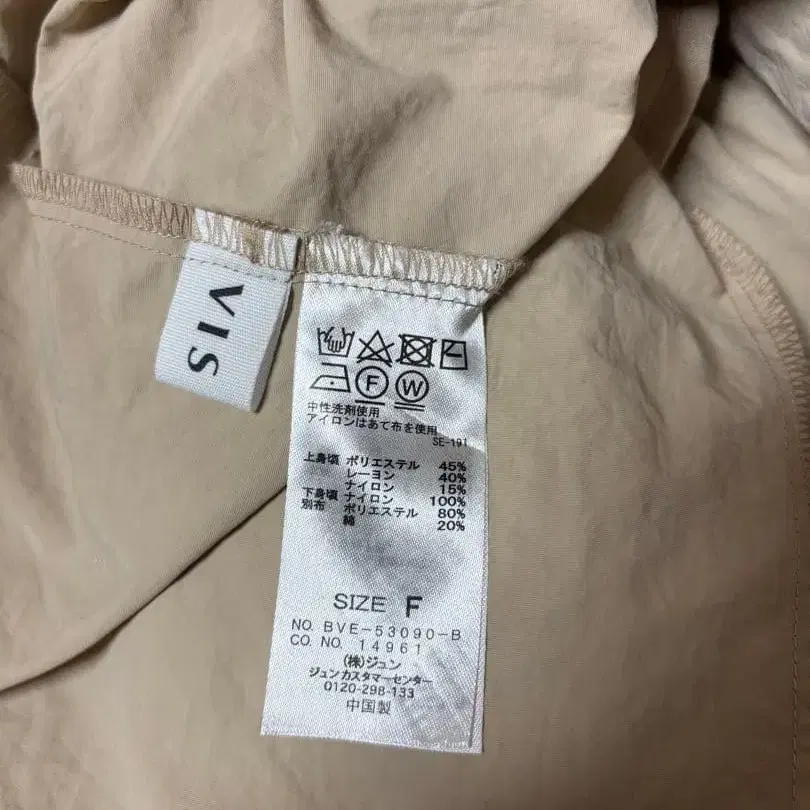 VIS
F W
中性洗剤使用
アイロンはあて布を使用
SE-191
上身頃 ポリエステル 45%
レーヨン 40%
ナイロン 15%
下身頃 ナイロン 100%
別布 ポリエステル 80%
綿 20%
SIZE F
NO. BVE-53090-B
CO. NO. 14961
(株)ジュン
ジュンカスタマーセンター
0120-298-133
中国製